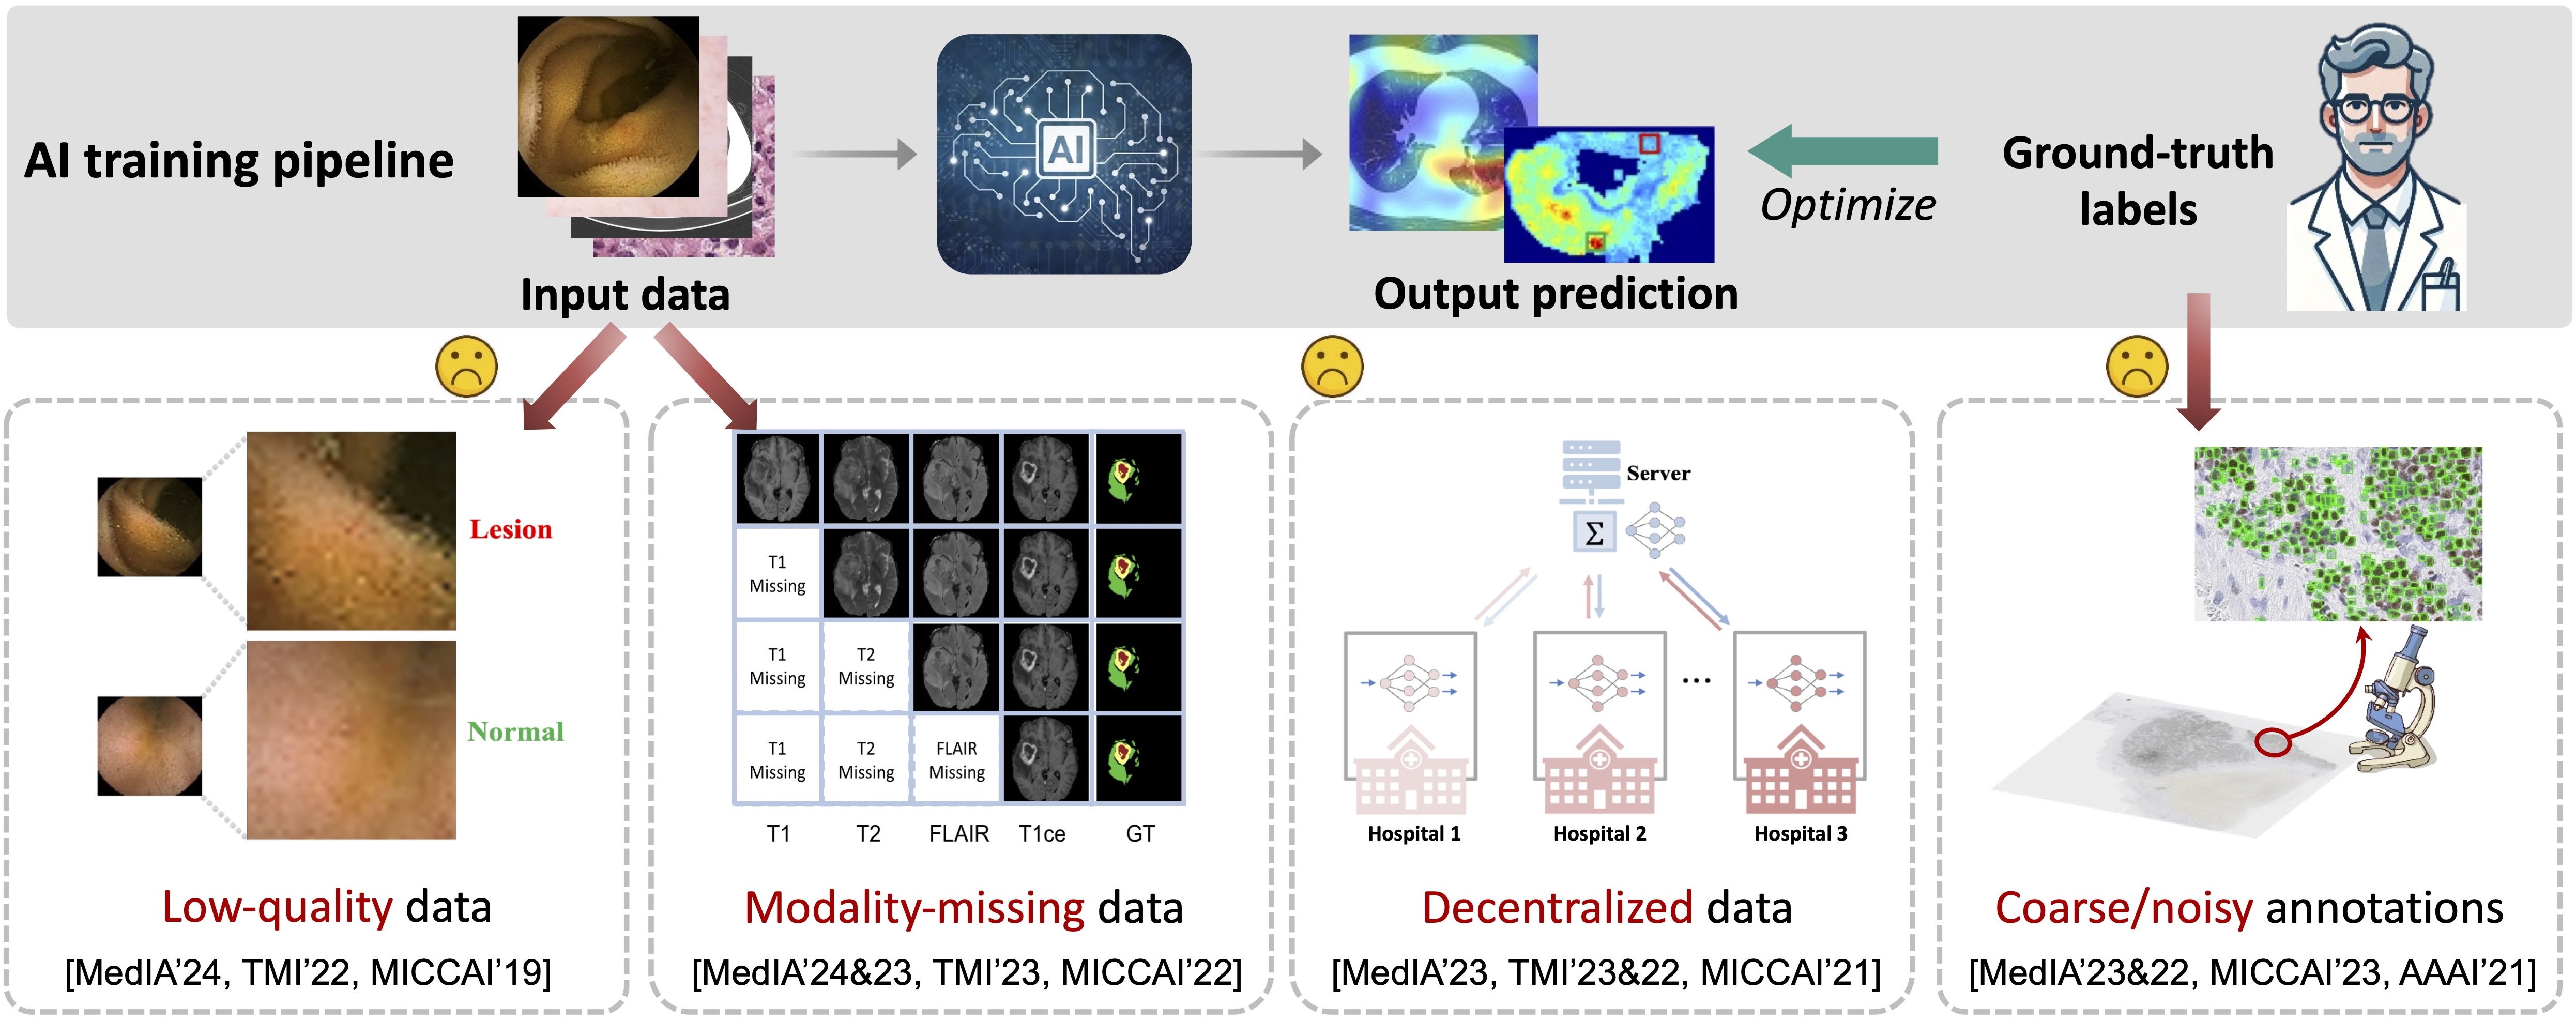 AI training pipeline
Input data
AI
Output prediction
Optimize
Ground-truth
labels
Lesion
Normal
Low-quality data
[MedIA’24, TMI’22, MICCAI’19]
T1
Missing
T1
Missing
T2
Missing
T1
Missing
T2
Missing
FLAIR
Missing
T1 T2 FLAIR T1ce GT
Modality-missing data
[MedIA’24&23, TMI’23, MICCAI’22]
Server
Σ
...
Hospital 1 Hospital 2 Hospital 3
Decentralized data
[MedIA’23, TMI’23&22, MICCAI’21]
Coarse/noisy annotations
[MedIA’23&22, MICCAI’23, AAAI’21]